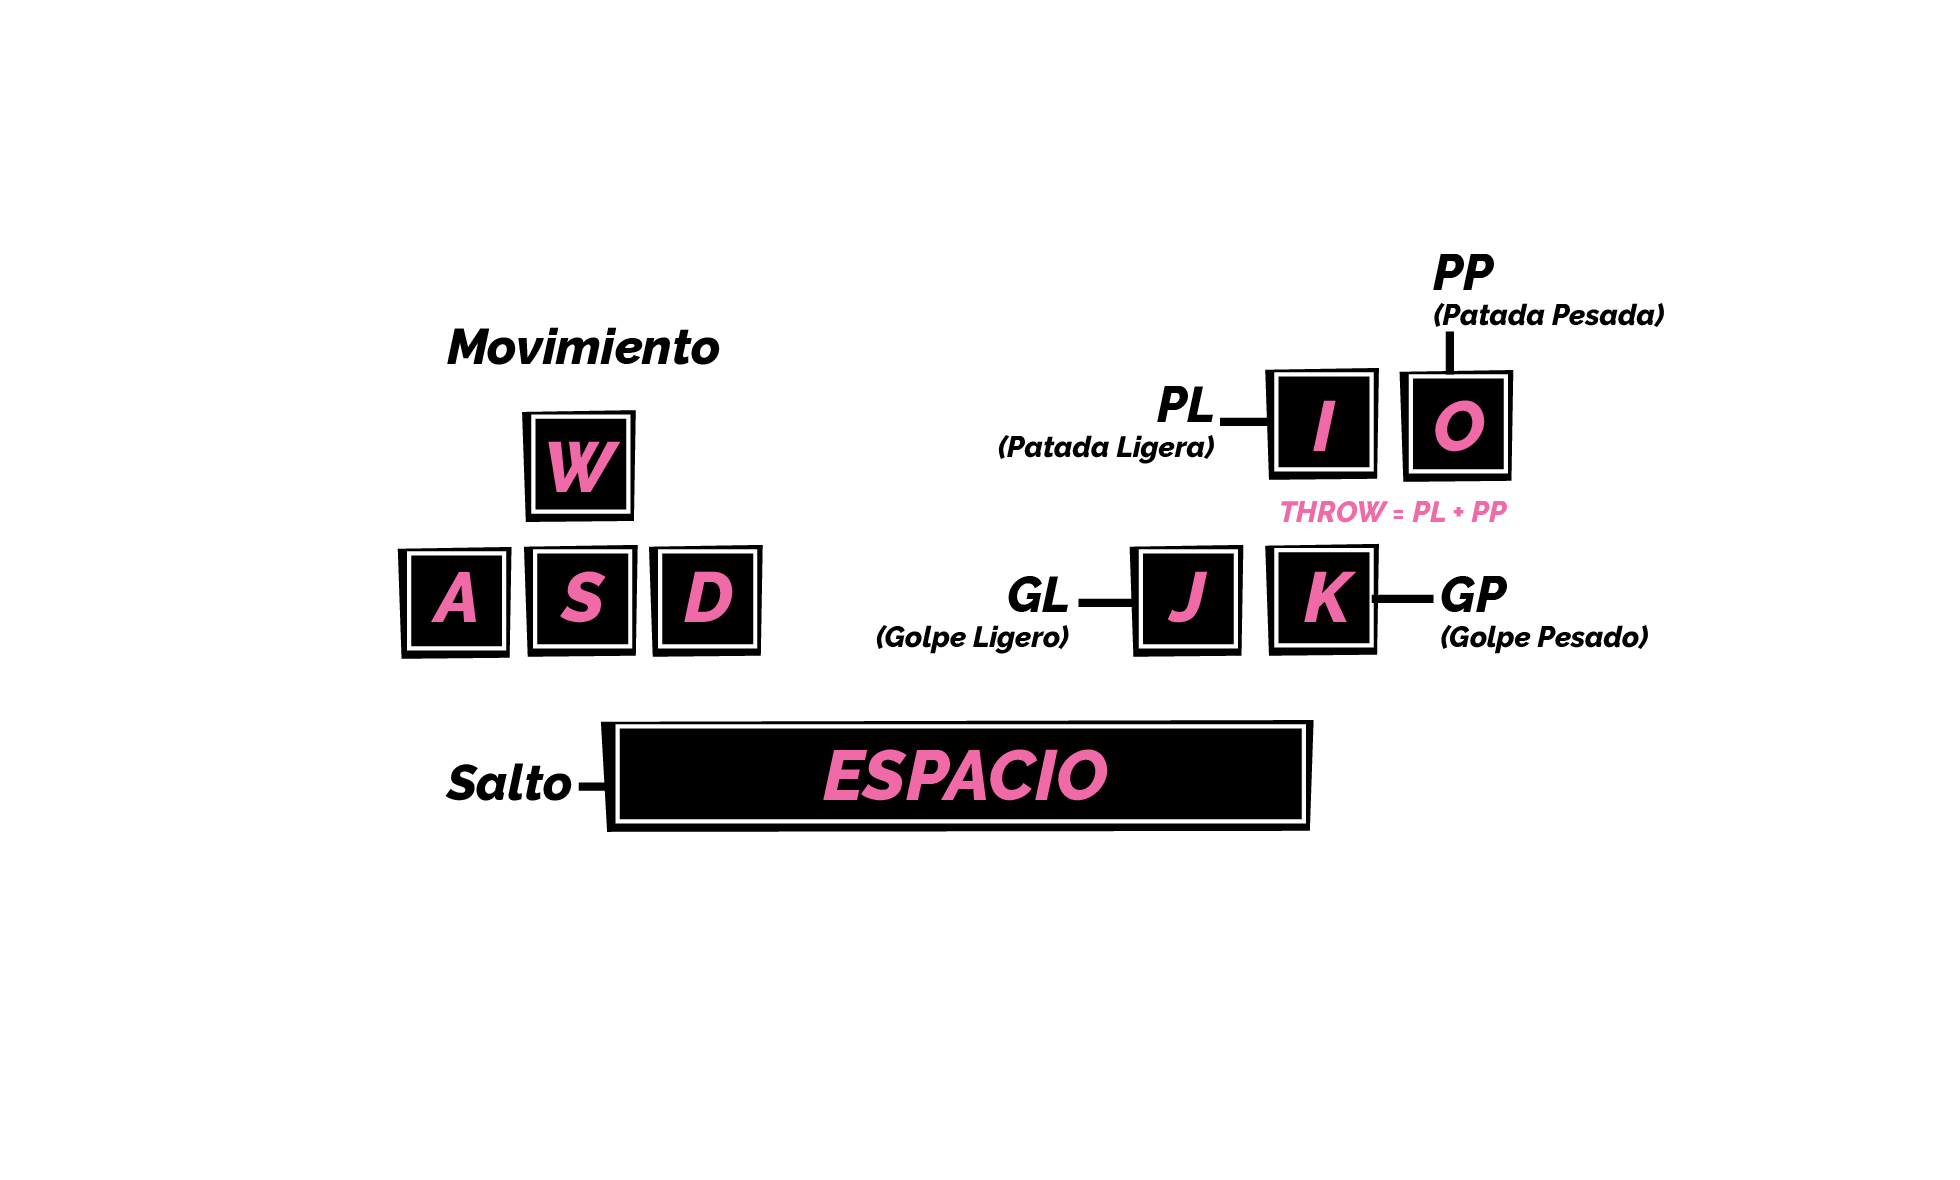 Movimiento
W
A S D
PP
(Patada Pesada)
PL
(Patada Ligera)
I O
THROW = PL + PP
GL
(Golpe Ligero)
J K
GP
(Golpe Pesado)
Salto
ESPACIO